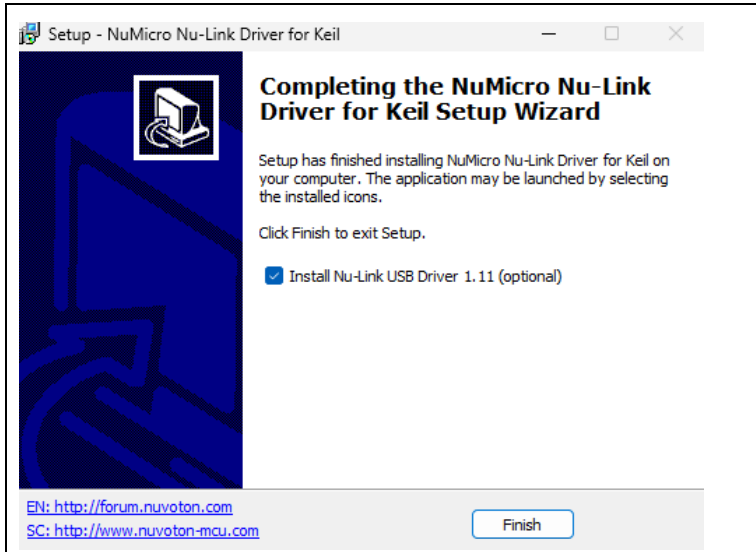 Setup - NuMicro Nu-Link Driver for Keil
Completing the NuMicro Nu-Link
Driver for Keil Setup Wizard
Setup has finished installing NuMicro Nu-Link Driver for Keil on
your computer. The application may be launched by selecting
the installed icons.
Click Finish to exit Setup.
Install Nu-Link USB Driver 1.11 (optional)
EN: http://forum.nuvoton.com
SC: http://www.nuvoton-mcu.com
Finish